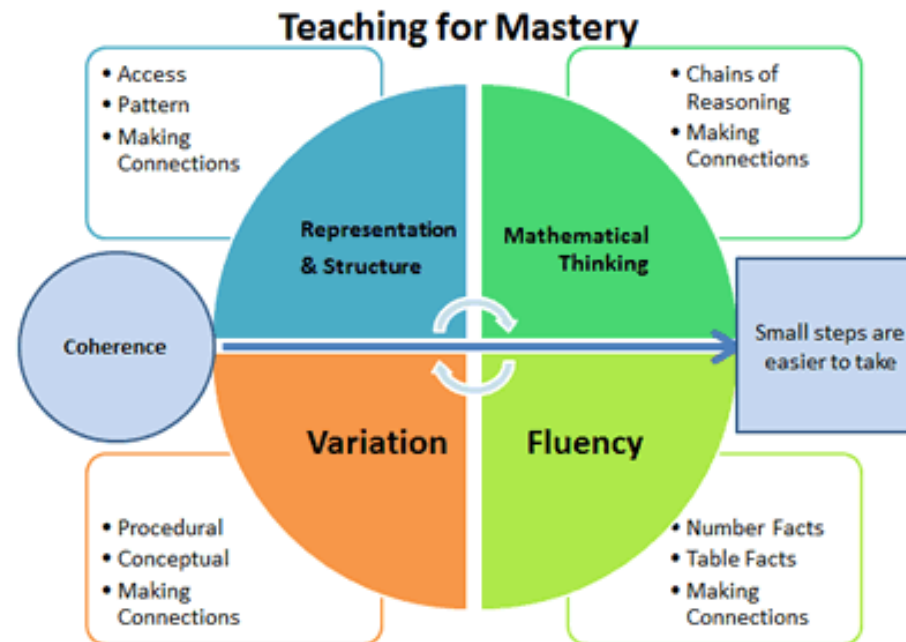 Teaching for Mastery
• Access
• Pattern
• Making
Connections
• Chains of
Reasoning
• Making
Connections
Representation
& Structure
Mathematical
Thinking
Coherence
Small steps are
easier to take
Variation
Fluency
• Procedural
• Conceptual
• Making
Connections
• Number Facts
• Table Facts
• Making
Connections